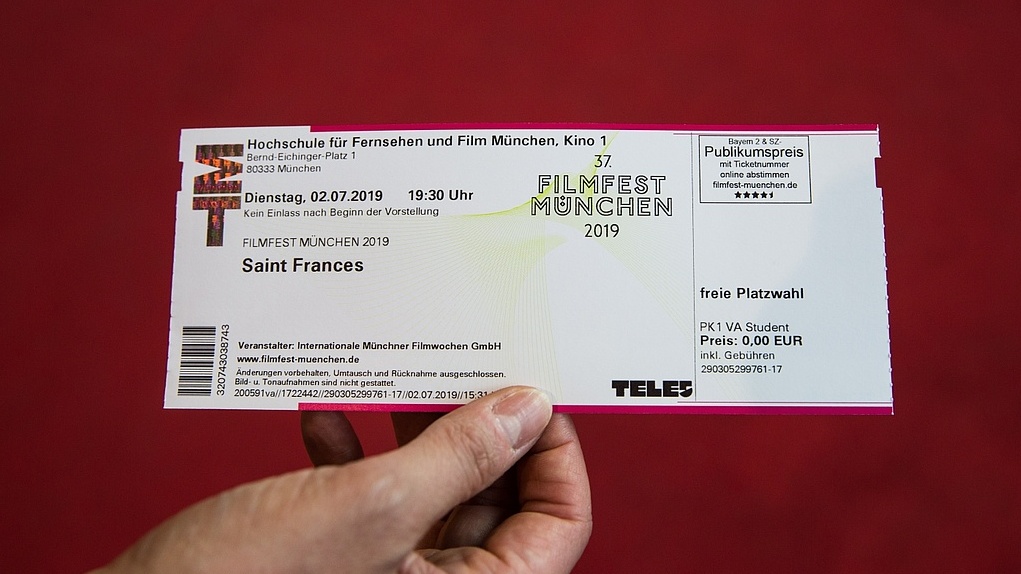 Hochschule für Fernsehen und Film München, Kino 1
Bernd-Eichinger-Platz 1
80333 München
Dienstag, 02.07.2019 19:30 Uhr
Kein Einlass nach Beginn der Vorstellung
FILMFEST MÜNCHEN 2019
Saint Frances
37.
FILMFEST
MÜNCHEN
2019
320743038743
Veranstalter: Internationale Münchner Filmwochen GmbH
www.filmfest-muenchen.de
Änderungen vorbehalten, Umtausch und Rücknahme ausgeschlossen.
Bild- u. Tonaufnahmen sind nicht gestattet.
200591va//1722442//290305299761-17//02.07.2019//15:31
TELES
Bayern 2 & SZ-
Publikumspreis
mit Ticketnummer
online abstimmen
filmfest-muenchen.de
freie Platzwahl
PK1 VA Student
Preis: 0,00 EUR
inkl. Gebühren
290305299761-17